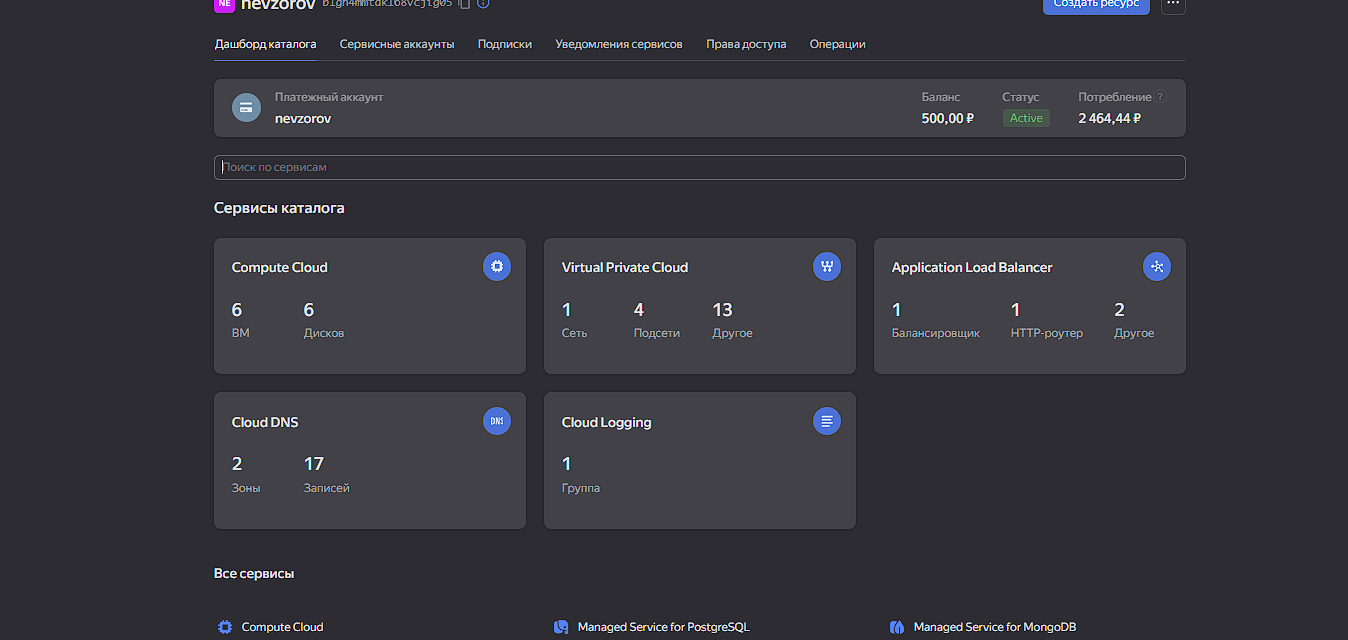 NE nevzorov
Создать ресурс ...
Дашборд каталога Сервисные аккаунты Подписки Уведомления сервисов Права доступа Операции
Платежный аккаунт Баланс Статус Потребление ?
nevzorov 500,00 ₽ Active 2 464,44 ₽
Поиск по сервисам
Сервисы каталога
Compute Cloud
6 6
ВМ Дисков
Virtual Private Cloud
1 4 13
Сеть Подсети Другое
Application Load Balancer
1 1 2
Балансировщик HTTP-роутер Другое
Cloud DNS DNS
2 17
Зоны Записей
Cloud Logging
1
Группа
Все сервисы
Compute Cloud Managed Service for PostgreSQL Managed Service for MongoDB